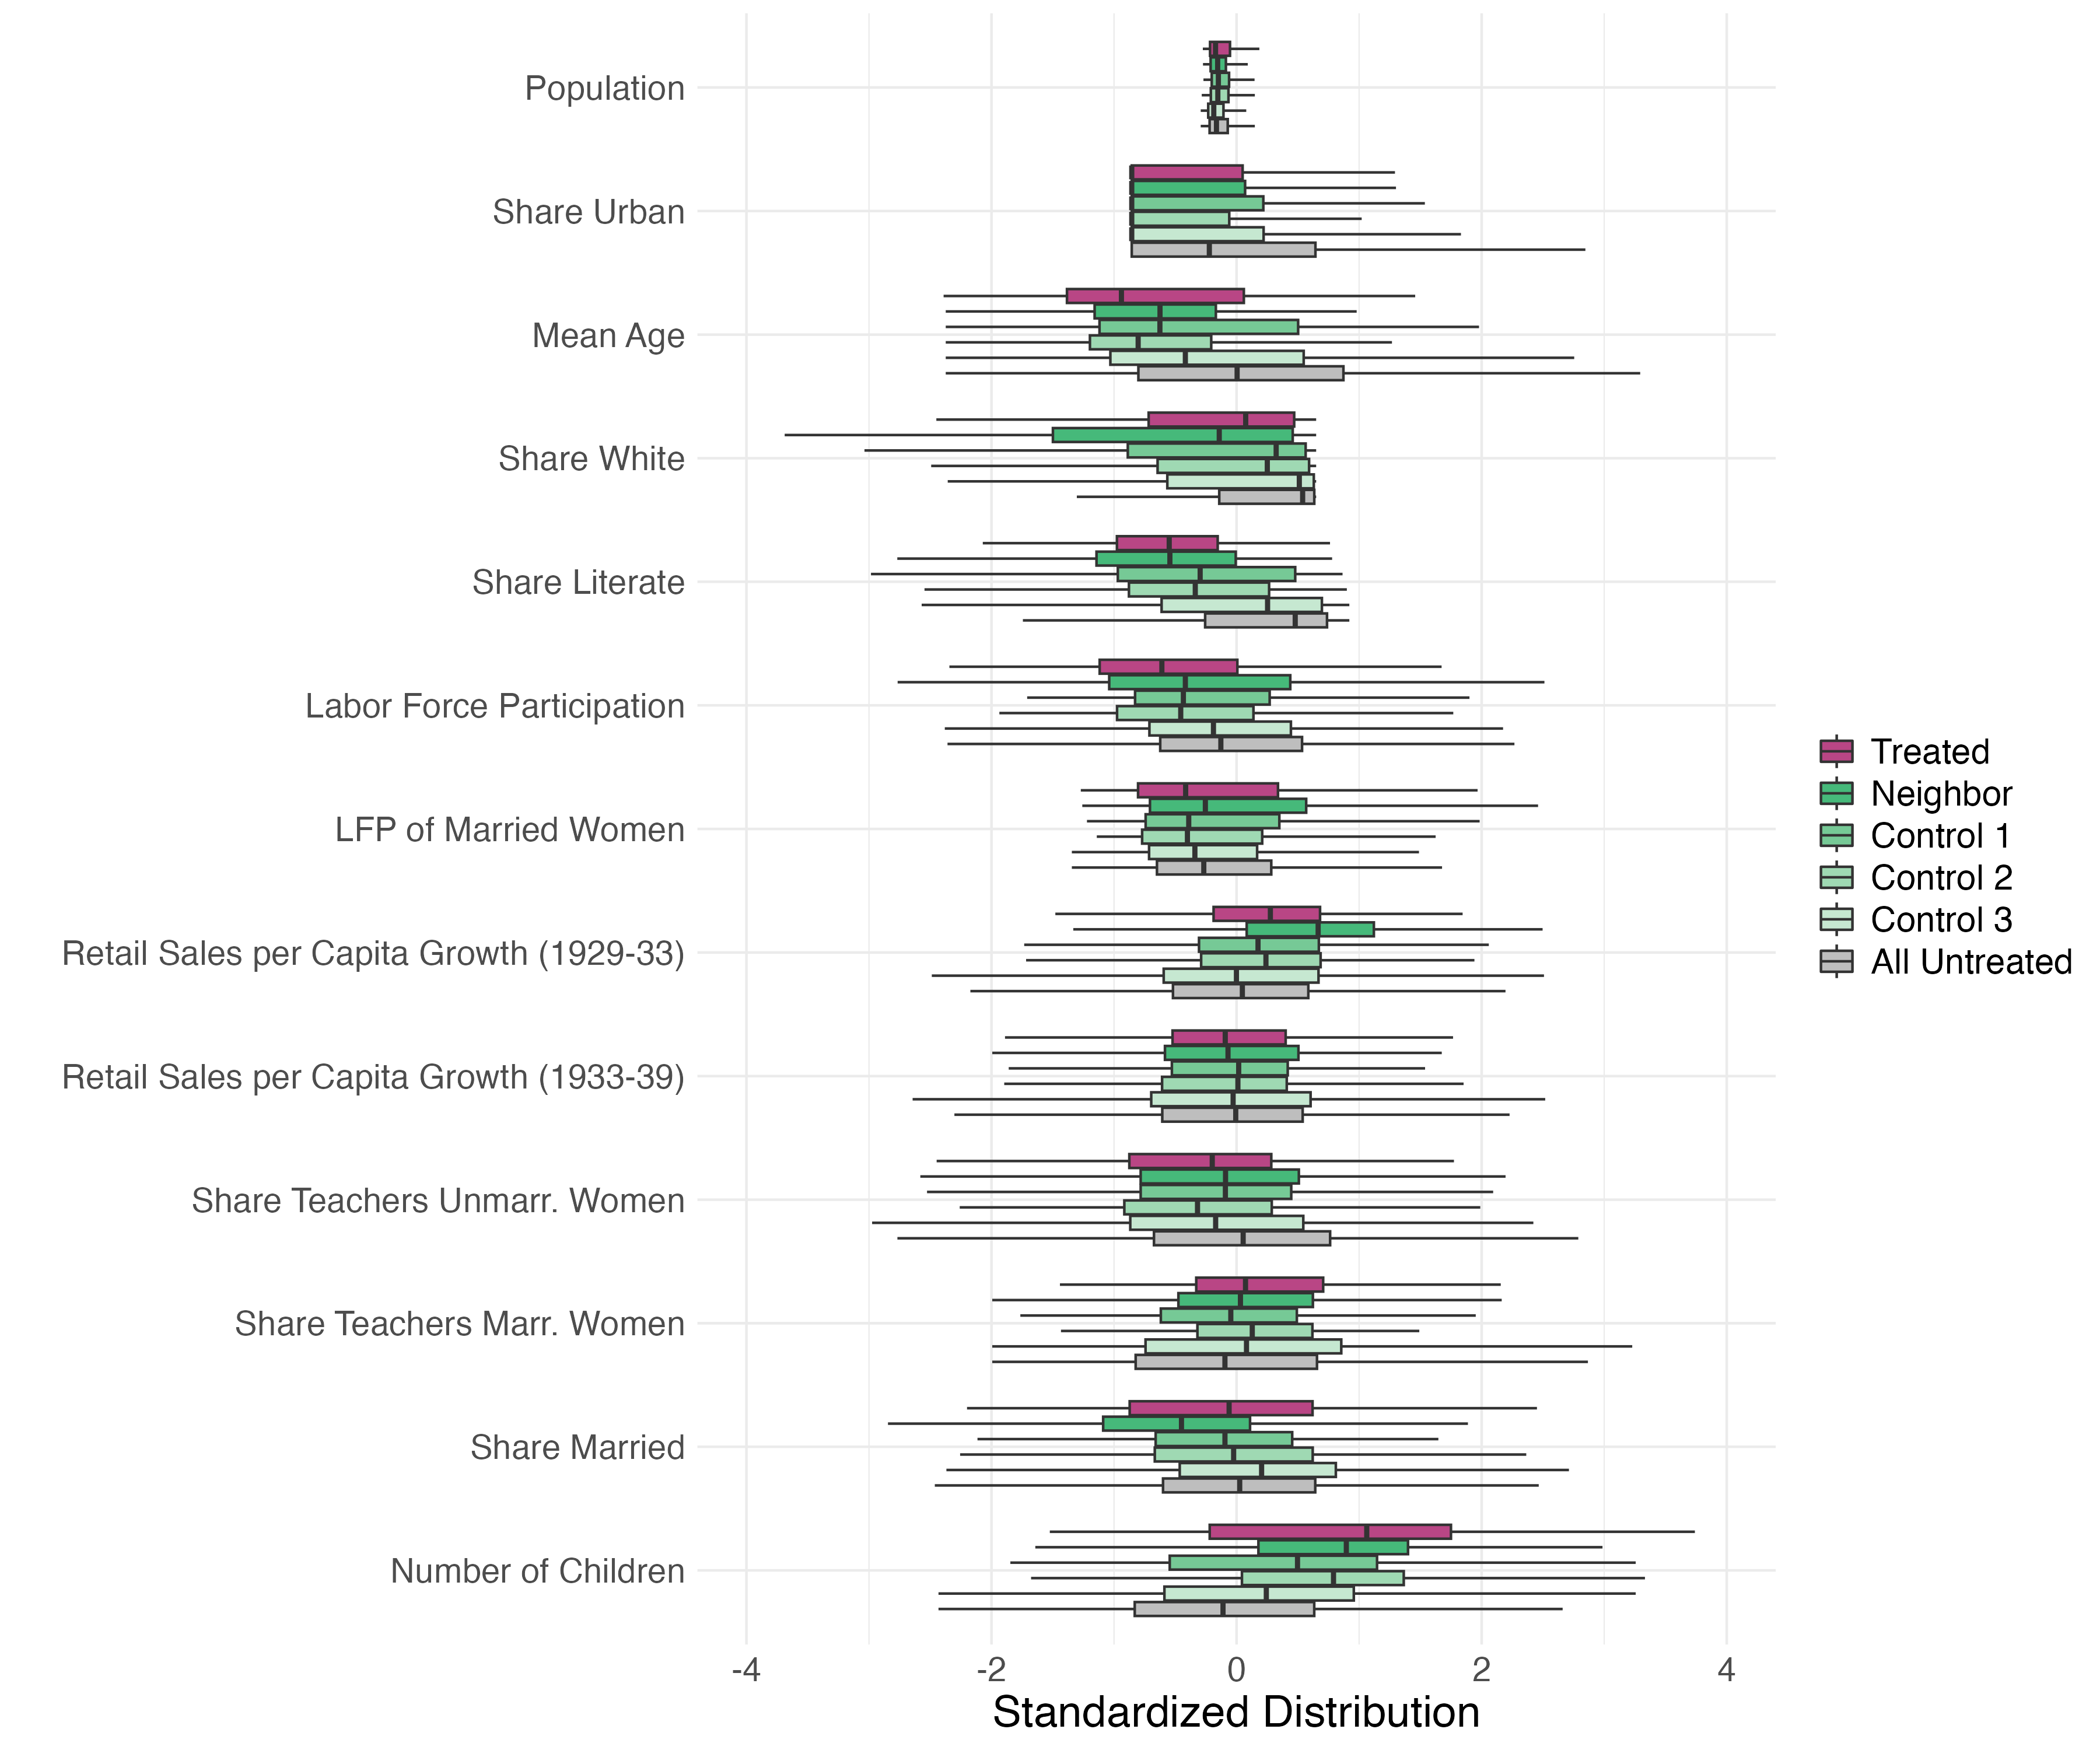 Population
Share Urban
Mean Age
Share White
Share Literate
Labor Force Participation
LFP of Married Women
Retail Sales per Capita Growth (1929-33)
Retail Sales per Capita Growth (1933-39)
Share Teachers Unmarr. Women
Share Teachers Marr. Women
Share Married
Number of Children
-4 -2 0 2 4
Standardized Distribution
Treated
Neighbor
Control 1
Control 2
Control 3
All Untreated